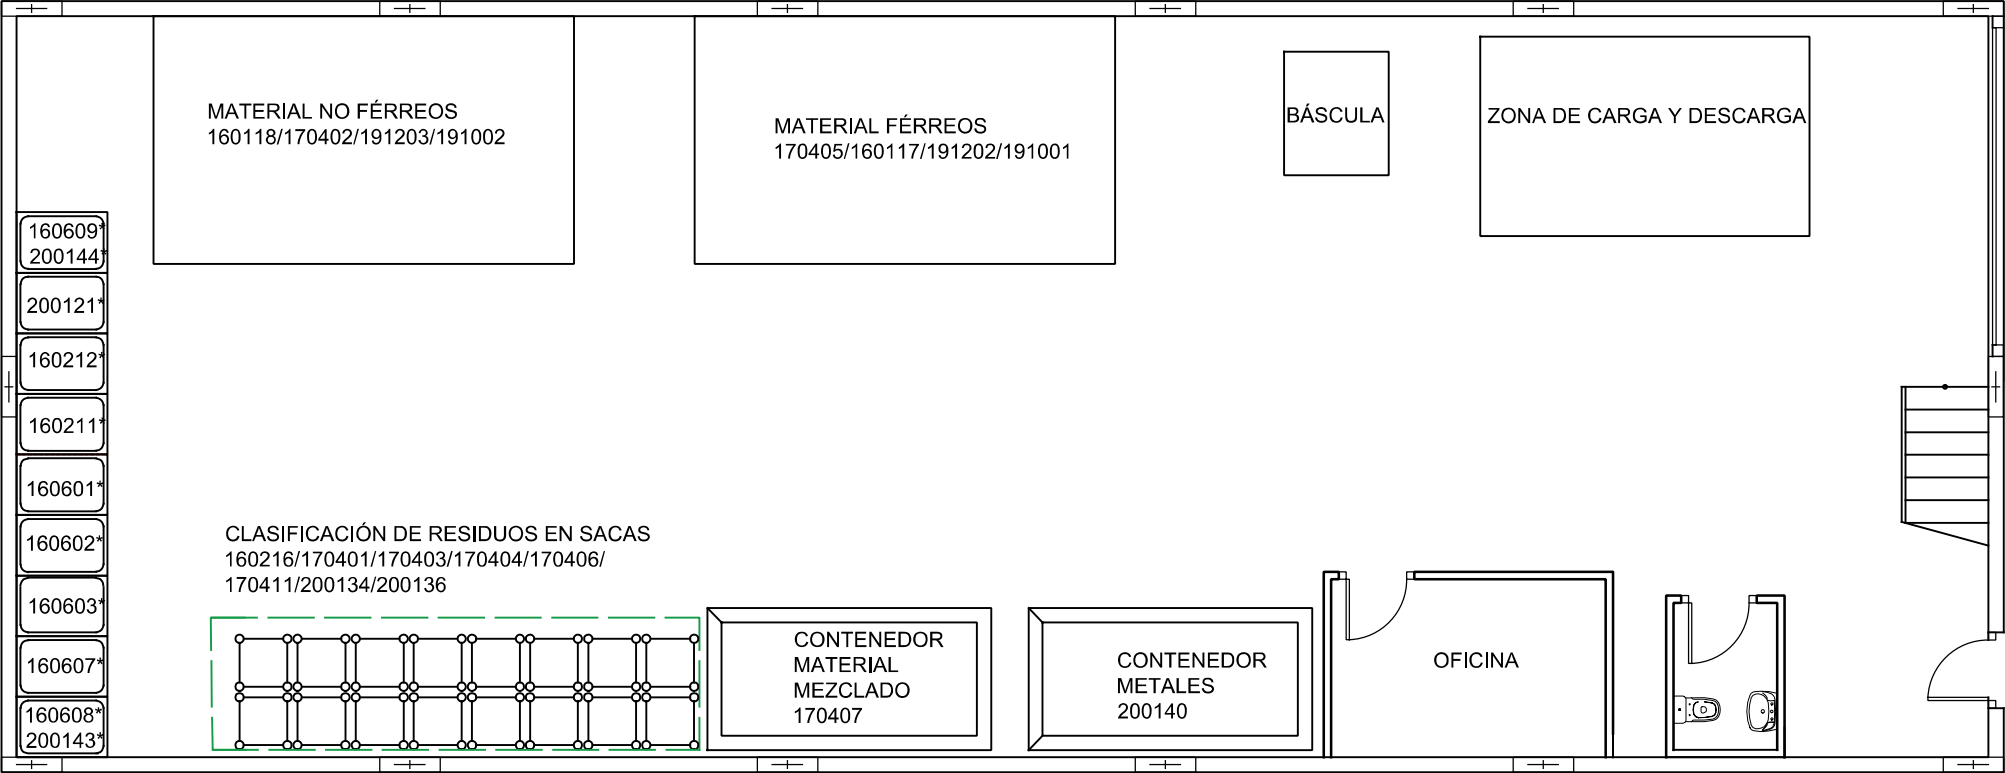 MATERIAL NO FÉRREOS
160118/170402/191203/191002
MATERIAL FÉRREOS
170405/160117/191202/191001
BÁSCULA
ZONA DE CARGA Y DESCARGA
160609*
200144*
200121*
160212*
160211*
160601*
160602*
160603*
160607*
160608*
200143*
CLASIFICACIÓN DE RESIDUOS EN SACAS
160216/170401/170403/170404/170406/
170411/200134/200136
CONTENEDOR
MATERIAL
MEZCLADO
170407
CONTENEDOR
METALES
200140
OFICINA